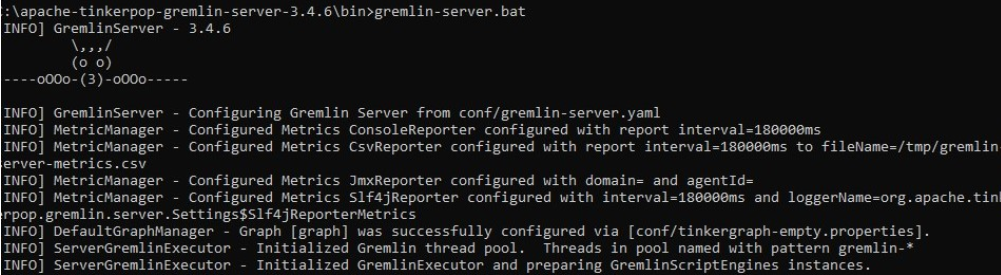 :\apache-tinkerpop-gremlin-server-3.4.6\bin>gremlin-server.bat
INFO] GremlinServer - 3.4.6
         \,,,/
         (o o)
----oOOo-(3)-oOOo-----
INFO] GremlinServer - Configuring Gremlin Server from conf/gremlin-server.yaml
INFO] MetricManager - Configured Metrics ConsoleReporter configured with report interval=180000ms
INFO] MetricManager - Configured Metrics CsvReporter configured with report interval=180000ms to fileName=/tmp/gremlin-
erver-metrics.csv
INFO] MetricManager - Configured Metrics JmxReporter configured with domain= and agentId=
INFO] MetricManager - Configured Metrics Slf4jReporter configured with interval=180000ms and loggerName=org.apache.tink
rpop.gremlin.server.Settings$Slf4jReporterMetrics
INFO] DefaultGraphManager - Graph [graph] was successfully configured via [conf/tinkergraph-empty.properties].
INFO] ServerGremlinExecutor - Initialized Gremlin thread pool.  Threads in pool named with pattern gremlin-*
INFO] ServerGremlinExecutor - Initialized GremlinExecutor and preparing GremlinScriptEngines instances.